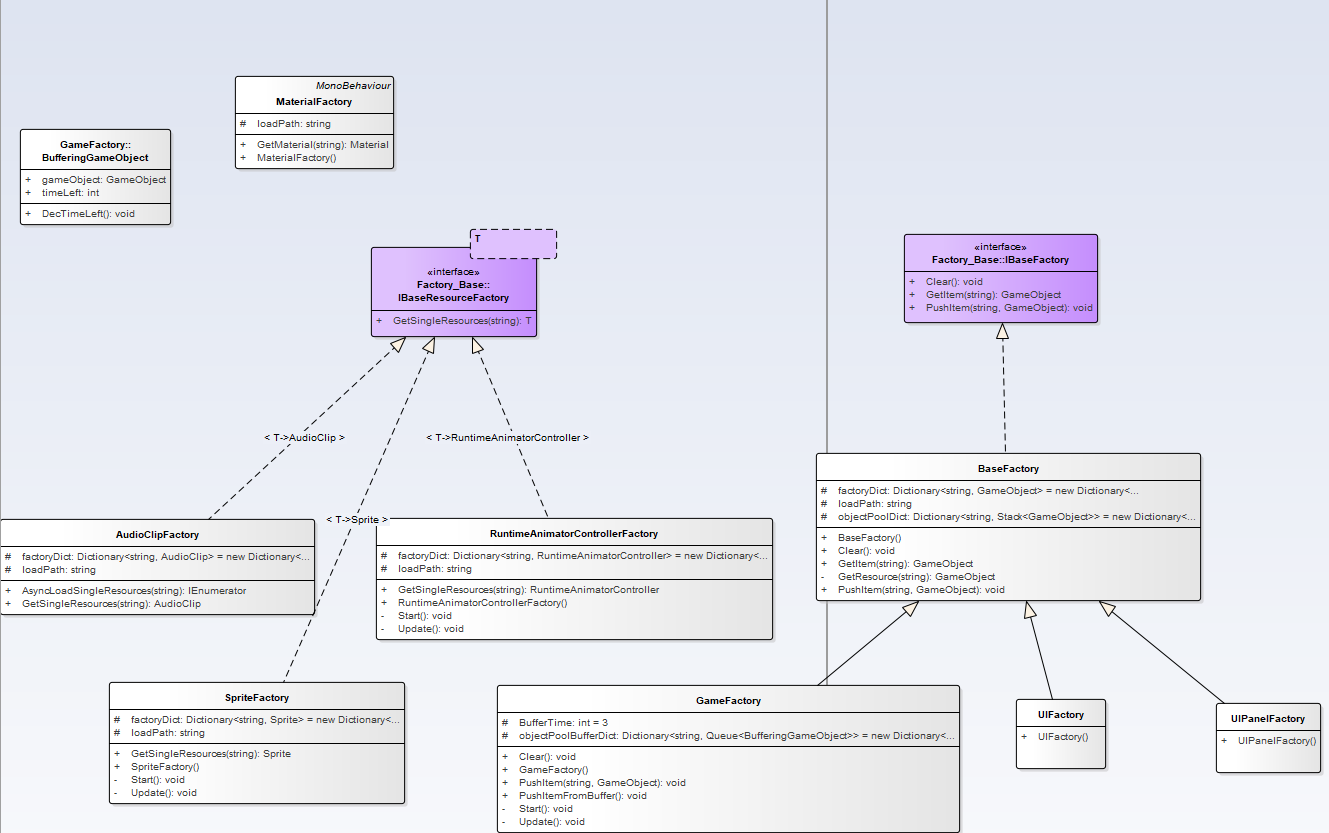 MonoBehaviour
MaterialFactory
# loadPath: string
+ GetMaterial(string): Material
+ MaterialFactory()
GameFactory::
BufferingGameObject
+ gameObject: GameObject
+ timeLeft: int
+ DecTimeLeft(): void
T
«interface»
Factory_Base::
IBaseResourceFactory
+ GetSingleResources(string): T
«interface»
Factory_Base::IBaseFactory
+ Clear(): void
+ GetItem(string): GameObject
+ PushItem(string, GameObject): void
< T->AudioClip >
< T->RuntimeAnimatorController >
< T->Sprite >
BaseFactory
# factoryDict: Dictionary<string, GameObject> = new Dictionary<...
# loadPath: string
# objectPoolDict: Dictionary<string, Stack<GameObject>> = new Dictionary<...
+ BaseFactory()
+ Clear(): void
+ GetItem(string): GameObject
- GetResource(string): GameObject
+ PushItem(string, GameObject): void
AudioClipFactory
# factoryDict: Dictionary<string, AudioClip> = new Dictionary<...
# loadPath: string
+ AsyncLoadSingleResources(string): IEnumerator
+ GetSingleResources(string): AudioClip
RuntimeAnimatorControllerFactory
# factoryDict: Dictionary<string, RuntimeAnimatorController> = new Dictionary<...
# loadPath: string
+ GetSingleResources(string): RuntimeAnimatorController
+ RuntimeAnimatorControllerFactory()
- Start(): void
- Update(): void
SpriteFactory
# factoryDict: Dictionary<string, Sprite> = new Dictionary<...
# loadPath: string
+ GetSingleResources(string): Sprite
+ SpriteFactory()
- Start(): void
- Update(): void
GameFactory
# BufferTime: int = 3
# objectPoolBufferDict: Dictionary<string, Queue<BufferingGameObject>> = new Dictionary<...
+ Clear(): void
+ GameFactory()
+ PushItem(string, GameObject): void
+ PushItemFromBuffer(): void
- Start(): void
- Update(): void
UIFactory
+ UIFactory()
UIPanelFactory
+ UIPanelFactory()